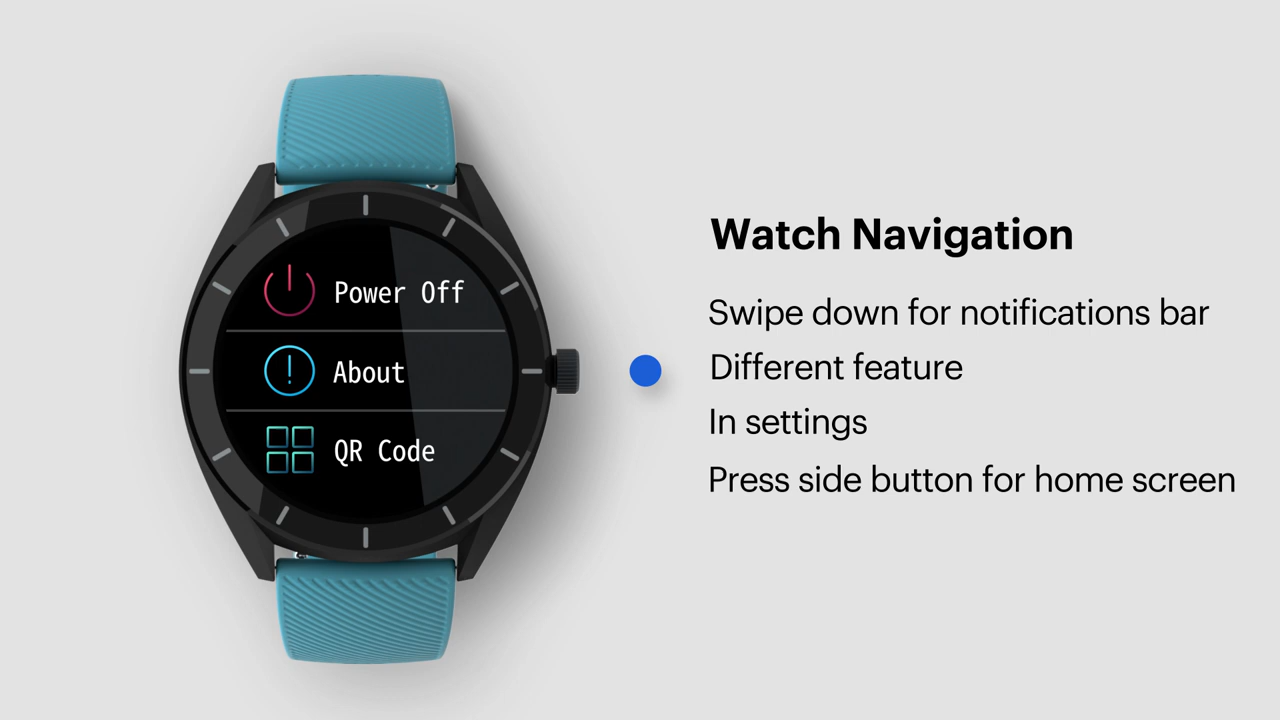 Power Off
About
QR Code
Watch Navigation
Swipe down for notifications bar
Different feature
In settings
Press side button for home screen